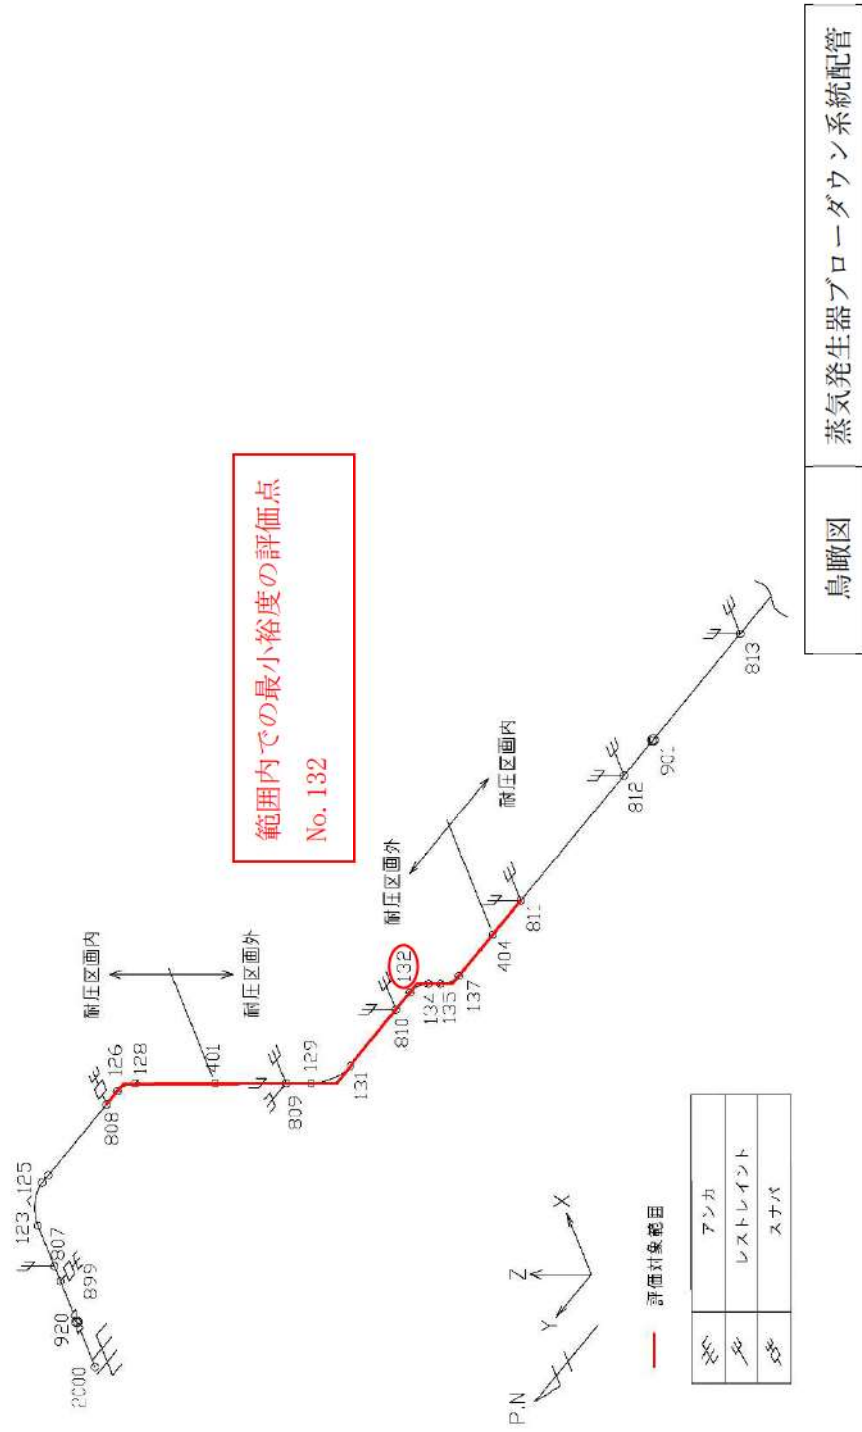 鳥瞰図
蒸気発生器ブローダウン系統配管
範囲内での最小裕度の評価点
No.132
2000
920
899
807
123~125
808
126
128
401
809
129
131
810
132
134
135
137
404
811
812
901
813
耐圧区画内
耐圧区画外
耐圧区画外
耐圧区画内
P.N
X
Y
Z
評価対象範囲
アンカ
レストレイント
スナバ